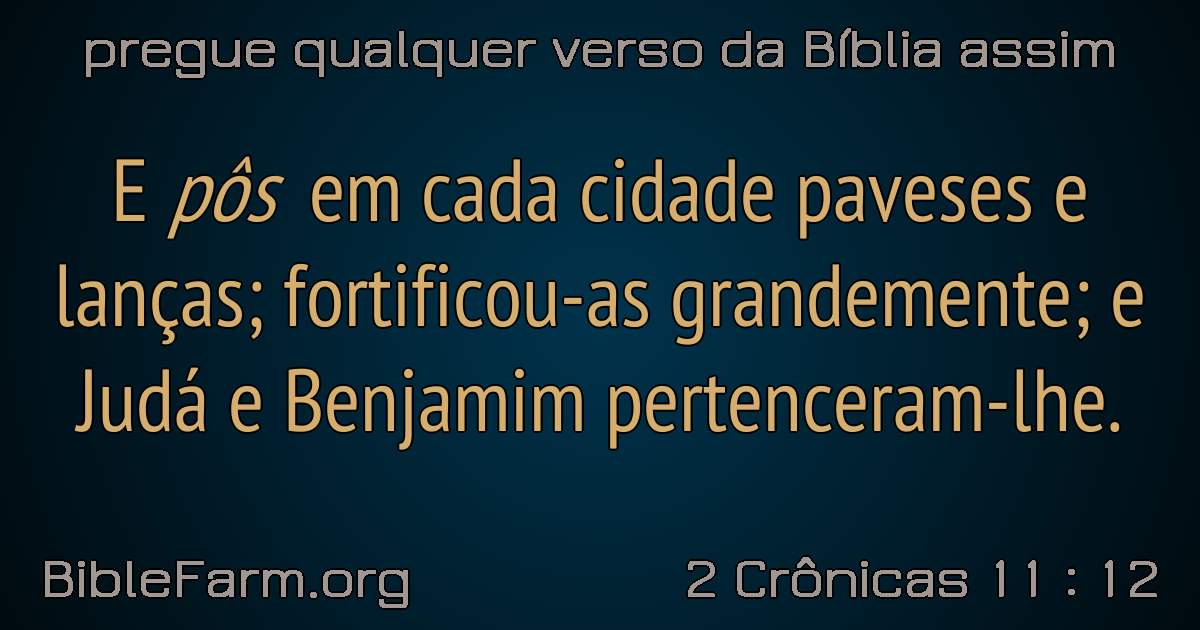 pregue qualquer verso da Bíblia assim
E pôs em cada cidade paveses e
lanças; fortificou-as grandemente; e
Judá e Benjamim pertenceram-lhe.
BibleFarm.org
2 Crônicas 11 : 12